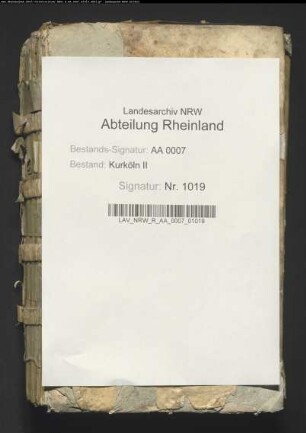 Landesarchiv NRW
Abteilung Rheinland
Bestands-Signatur: AA 0007
Bestand: Kurköln II
Signatur: Nr. 1019
LAV_NRW_R_AA_0007_01019